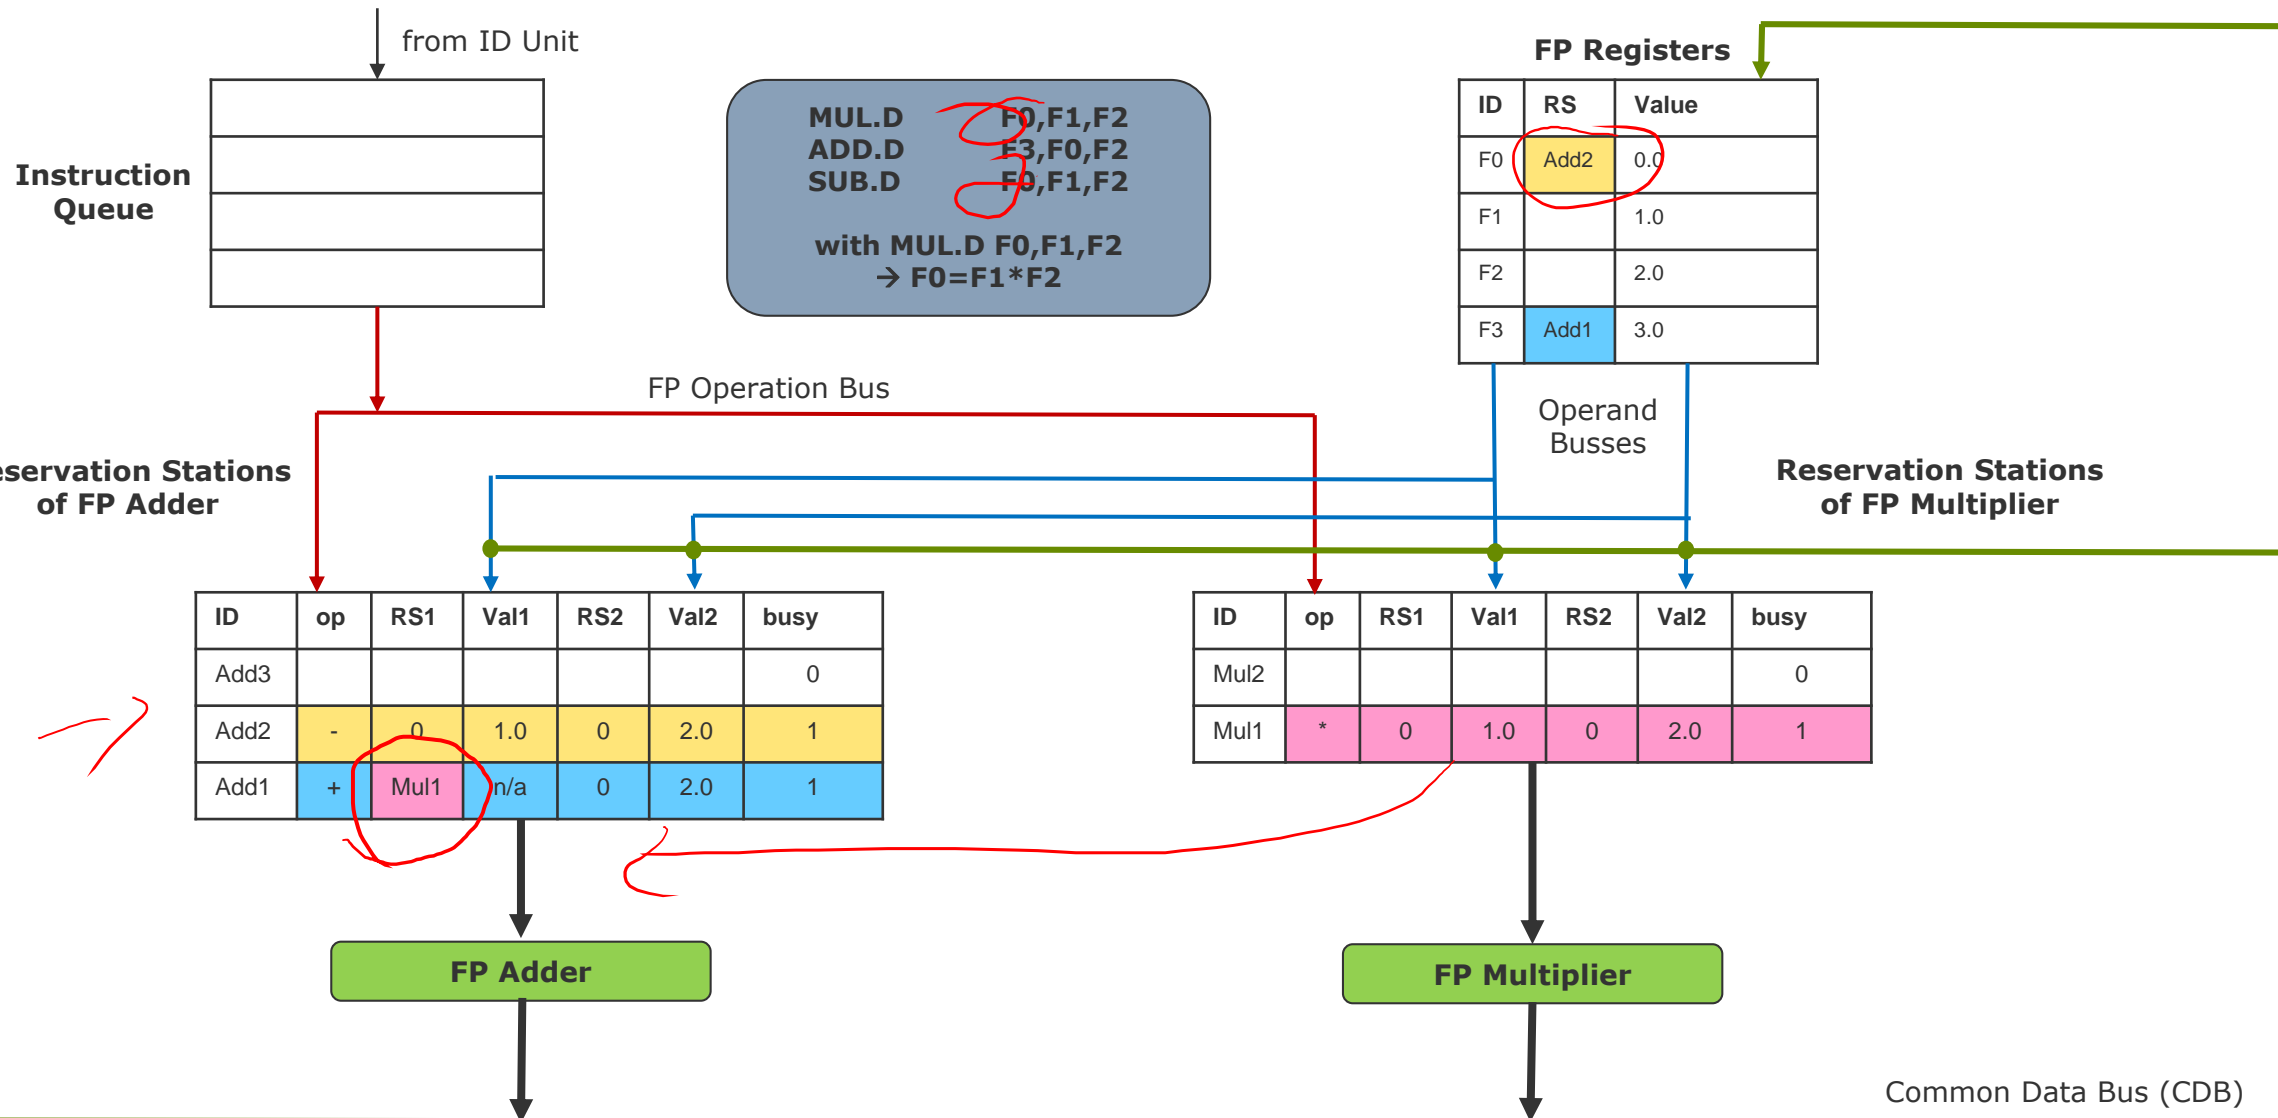 from ID Unit
Instruction
Queue
MUL.D F0,F1,F2
ADD.D F3,F0,F2
SUB.D F0,F1,F2
with MUL.D F0,F1,F2
→ F0=F1*F2
FP Registers
ID RS Value
F0 Add2 0.0
F1 1.0
F2 2.0
F3 Add1 3.0
FP Operation Bus
Operand
Busses
eservation Stations
of FP Adder
Reservation Stations
of FP Multiplier
ID op RS1 Val1 RS2 Val2 busy
Add3 0
Add2 - 0 1.0 0 2.0 1
Add1 + Mul1 n/a 0 2.0 1
ID op RS1 Val1 RS2 Val2 busy
Mul2 0
Mul1 * 0 1.0 0 2.0 1
FP Adder
FP Multiplier
Common Data Bus (CDB)